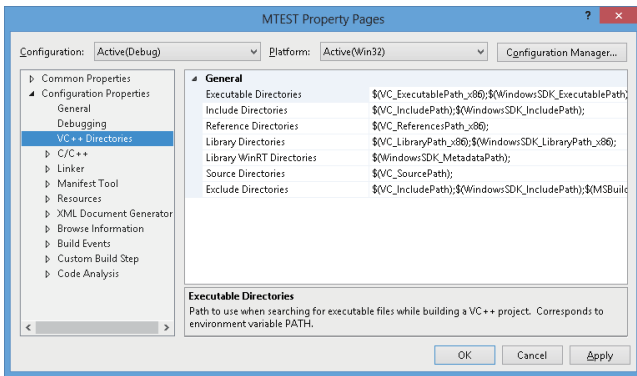 MTEST Property Pages
? ×
Configuration: Active(Debug) Platform: Active(Win32) Configuration Manager...
Common Properties
Configuration Properties
General
Debugging
VC++ Directories
C/C++
Linker
Manifest Tool
Resources
XML Document Generator
Browse Information
Build Events
Custom Build Step
Code Analysis
General
Executable Directories $(VC_ExecutablePath_x86);$(WindowsSDK_ExecutablePath)
Include Directories $(VC_IncludePath);$(WindowsSDK_IncludePath);
Reference Directories $(VC_ReferencesPath_x86);
Library Directories $(VC_LibraryPath_x86);$(WindowsSDK_LibraryPath_x86);
Library WinRT Directories $(WindowsSDK_MetadataPath);
Source Directories $(VC_SourcePath);
Exclude Directories $(VC_IncludePath);$(WindowsSDK_IncludePath);$(MSBuild
Executable Directories
Path to use when searching for executable files while building a VC++ project. Corresponds to
environment variable PATH.
OK Cancel Apply